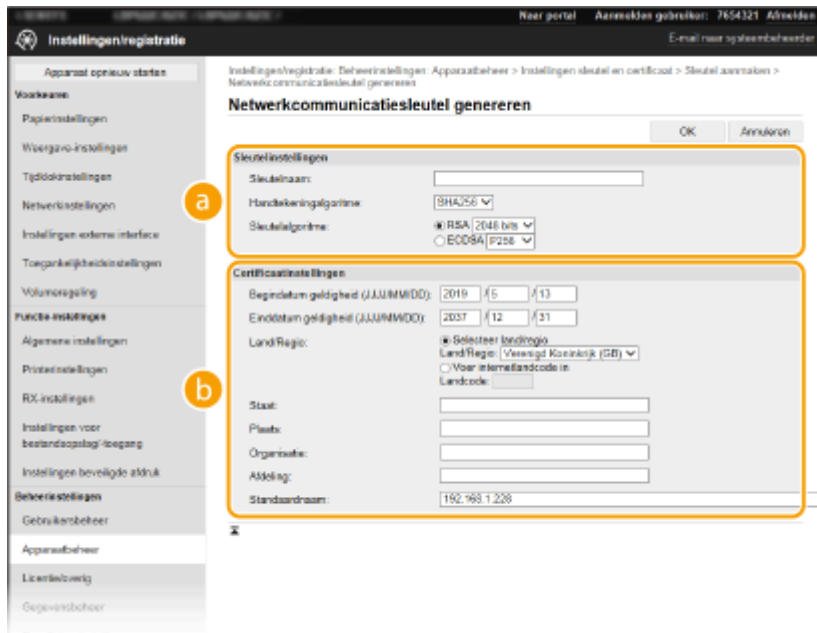 Naar portal Aanmelden gebruiker: 7654321 Afmelden
Instellingen/registratie
E-mail naar systeembeheerder
Apparaat opnieuw starten
Voorkeuren
Papierinstellingen
Weergave-instellingen
Tijdklokinstellingen
Netwerkinstellingen
Instellingen externe interface
Toegankelijkheidsinstellingen
Volumeregeling
Functie-instellingen
Algemene instellingen
Printerinstellingen
RX-instellingen
Instellingen voor
bestandsopslag/-toegang
Instellingen beveiligde afdruk
Beheerinstellingen
Gebruikersbeheer
Apparaatbeheer
Licentie/overig
Gegevensbeheer
Instellingen/registratie: Beheerinstellingen: Apparaatbeheer > Instellingen sleutel en certificaat > Sleutel aanmaken >
Netwerkcommunicatiesleutel genereren
Netwerkcommunicatiesleutel genereren
OK Annuleren
a
Sleutelinstellingen
Sleutelnaam:
Handtekeningalgoritme: SHA256
Sleutelalgoritme: RSA 2048 bits
ECDSA P256
b
Certificaatinstellingen
Begindatum geldigheid (JJJJ/MM/DD): 2019 /5 /13
Einddatum geldigheid (JJJJ/MM/DD): 2037 /12 /31
Land/Regio: Selecteer land/regio
Land/Regio: Verenigd Koninkrijk (GB)
Voer internetlandcode in
Landcode:
Staat:
Plaats:
Organisatie:
Afdeling:
Standaardnaam: 192.168.1.228